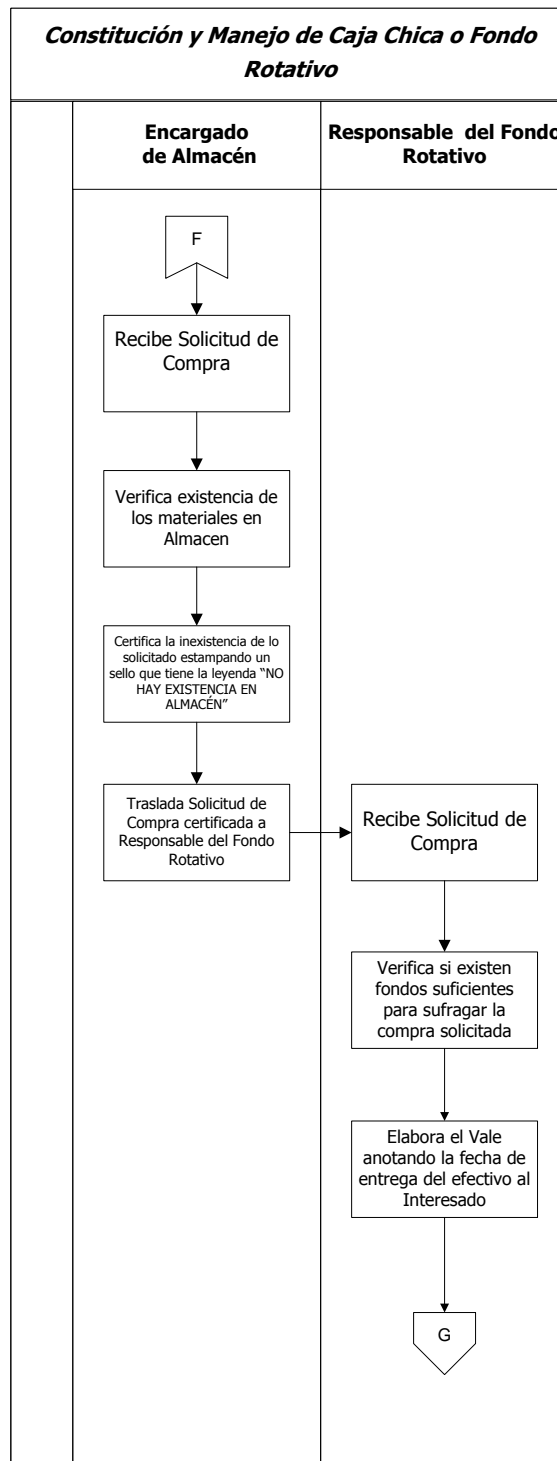 Constitución y Manejo de Caja Chica o Fondo
Rotativo
Encargado
de Almacén
Responsable del Fondo
Rotativo
F
Recibe Solicitud de
Compra
Verifica existencia de
los materiales en
Almacen
Certifica la inexistencia de lo
solicitado estampando un
sello que tiene la leyenda “NO
HAY EXISTENCIA EN
ALMACÉN”
Traslada Solicitud de
Compra certificada a
Responsable del Fondo
Rotativo
Recibe Solicitud de
Compra
Verifica si existen
fondos suficientes
para sufragar la
compra solicitada
Elabora el Vale
anotando la fecha de
entrega del efectivo al
Interesado
G